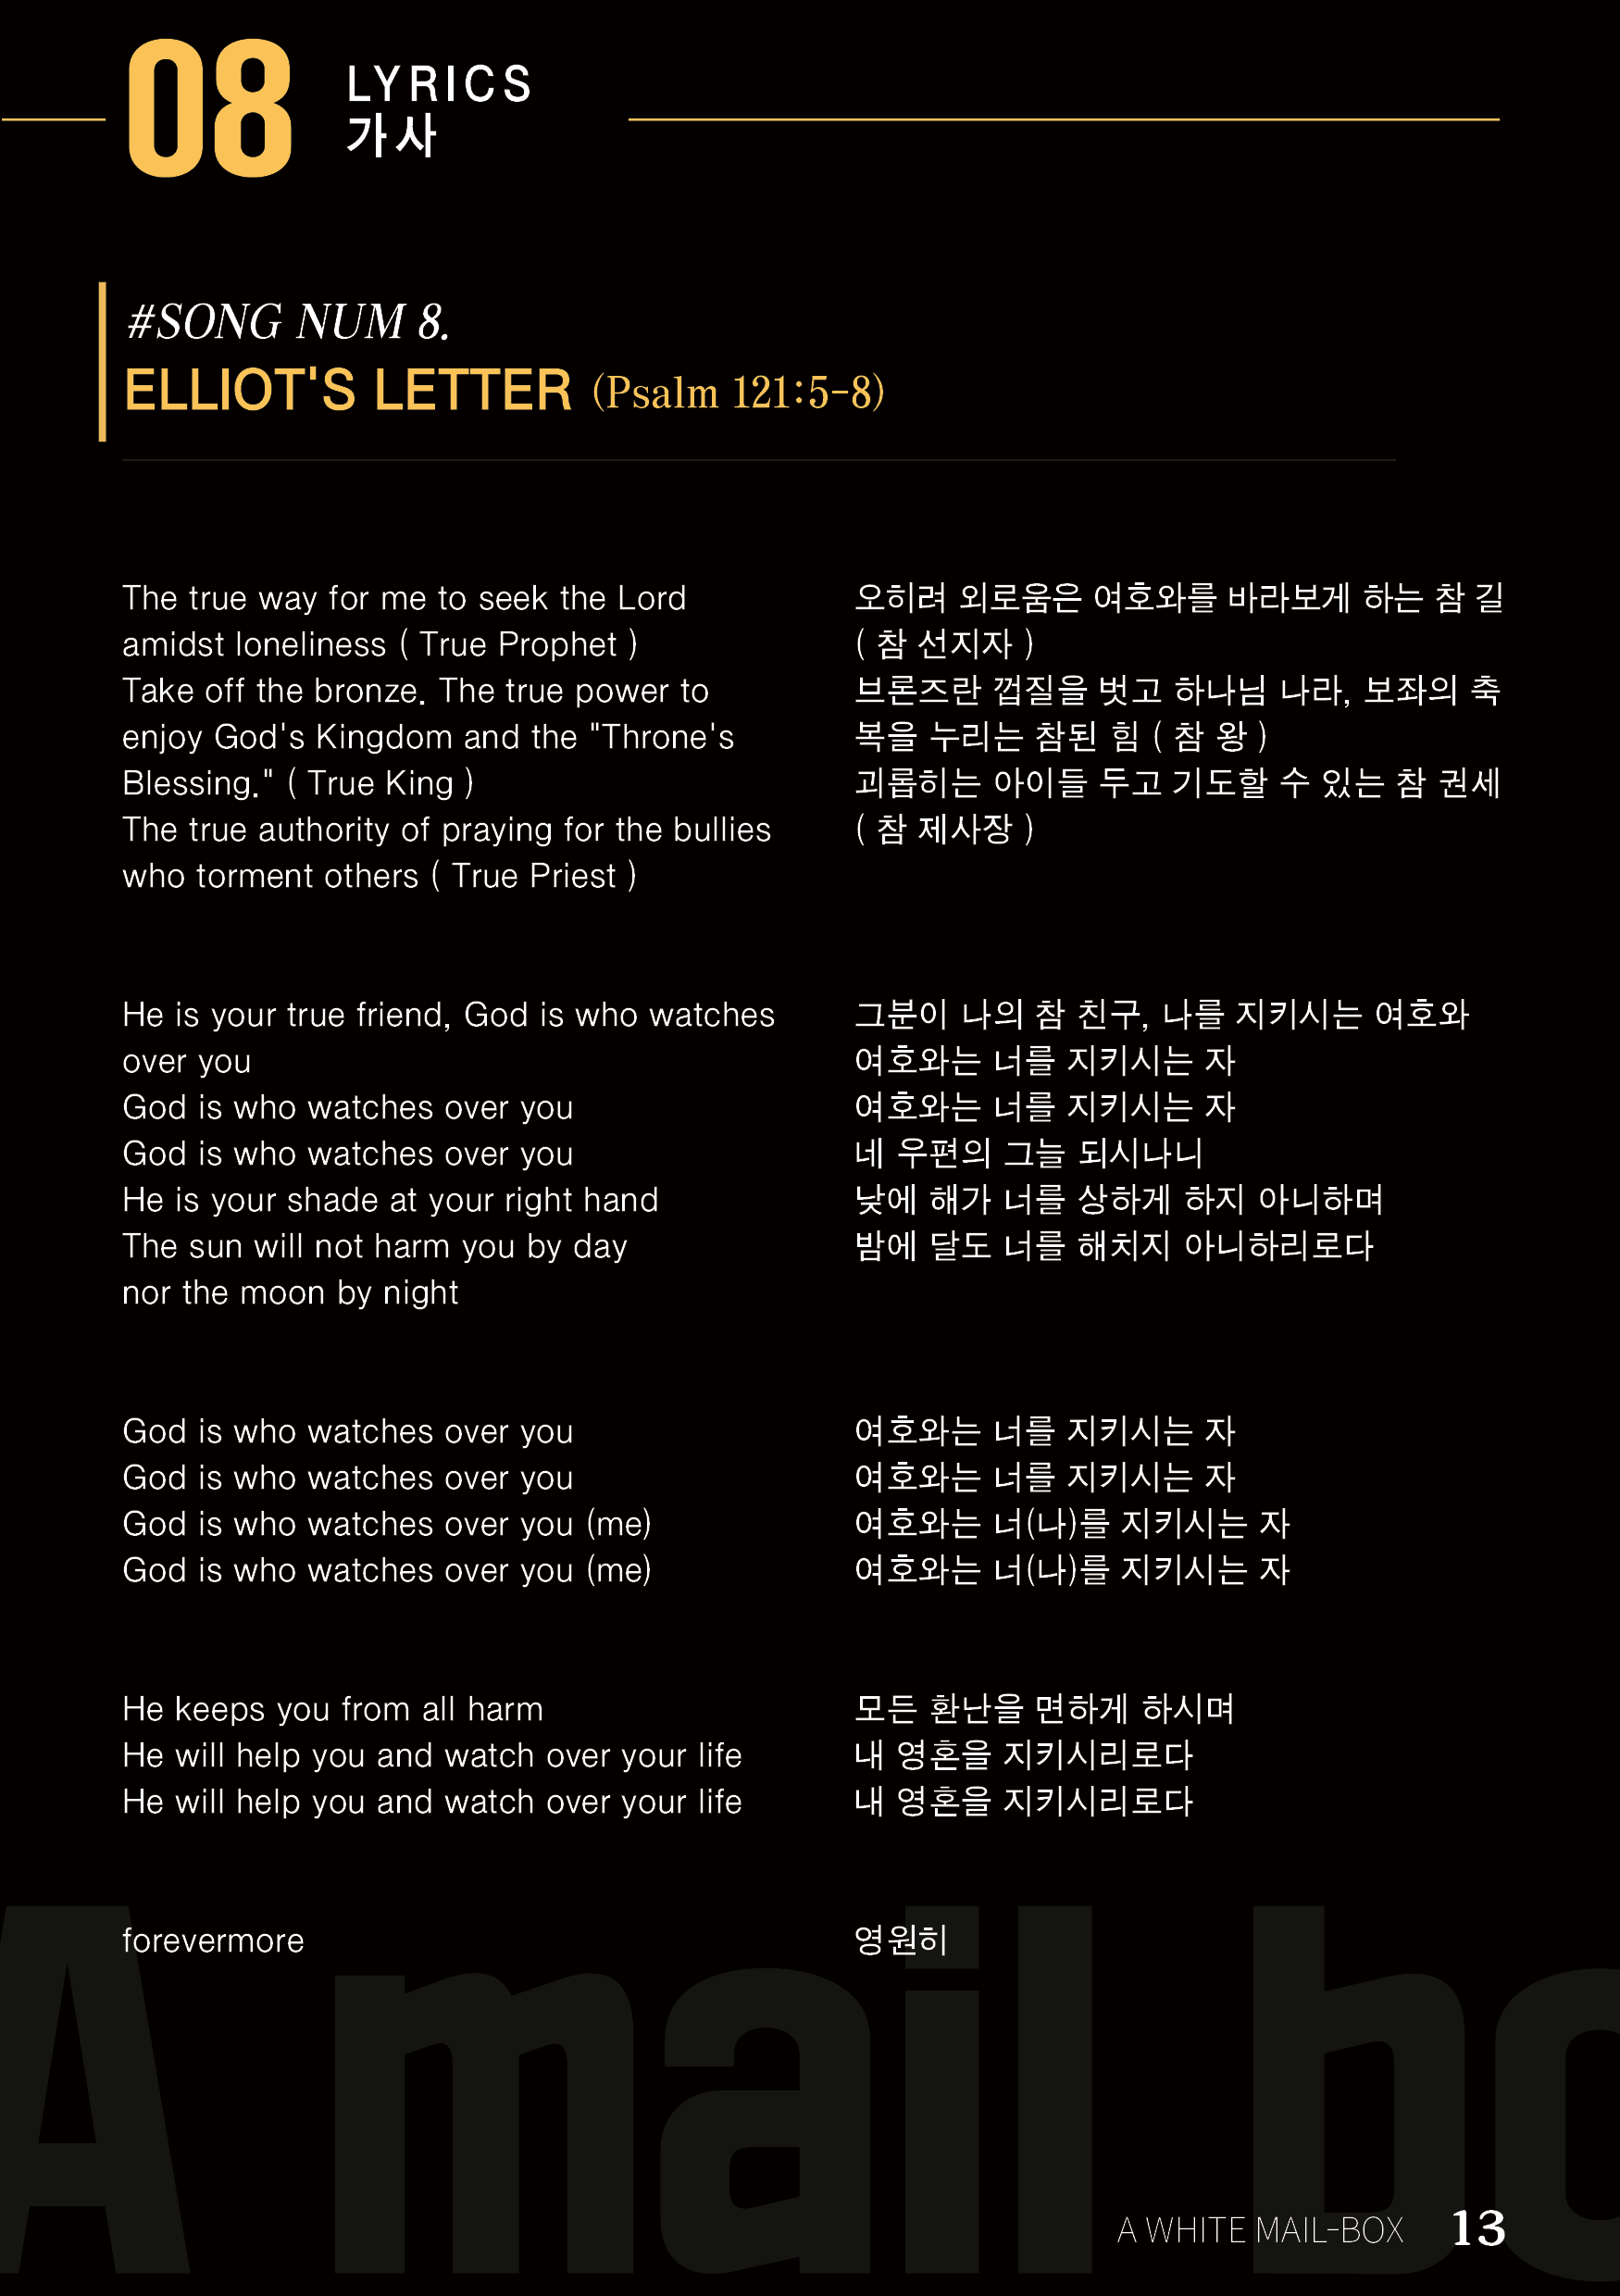 08
LYRICS
가사
#SONG NUM 8.
ELLIOT'S LETTER (Psalm 121:5-8)
The true way for me to seek the Lord
amidst loneliness ( True Prophet )
Take off the bronze. The true power to
enjoy God's Kingdom and the "Throne's
Blessing." ( True King )
The true authority of praying for the bullies
who torment others ( True Priest )
He is your true friend, God is who watches
over you
God is who watches over you
God is who watches over you
He is your shade at your right hand
The sun will not harm you by day
nor the moon by night
God is who watches over you
God is who watches over you
God is who watches over you (me)
God is who watches over you (me)
He keeps you from all harm
He will help you and watch over your life
He will help you and watch over your life
forevermore
오히려 외로움은 여호와를 바라보게 하는 참 길
( 참 선지자 )
브론즈란 껍질을 벗고 하나님 나라, 보좌의 축
복을 누리는 참된 힘 ( 참 왕 )
괴롭히는 아이들 두고 기도할 수 있는 참 권세
( 참 제사장 )
그분이 나의 참 친구, 나를 지키시는 여호와
여호와는 너를 지키시는 자
여호와는 너를 지키시는 자
네 우편의 그늘 되시나니
낮에 해가 너를 상하게 하지 아니하며
밤에 달도 너를 해치지 아니하리로다
여호와는 너를 지키시는 자
여호와는 너를 지키시는 자
여호와는 너(나)를 지키시는 자
여호와는 너(나)를 지키시는 자
모든 환난을 면하게 하시며
내 영혼을 지키시리로다
내 영혼을 지키시리로다
영원히
A mail bo
A WHITE MAIL-BOX 13